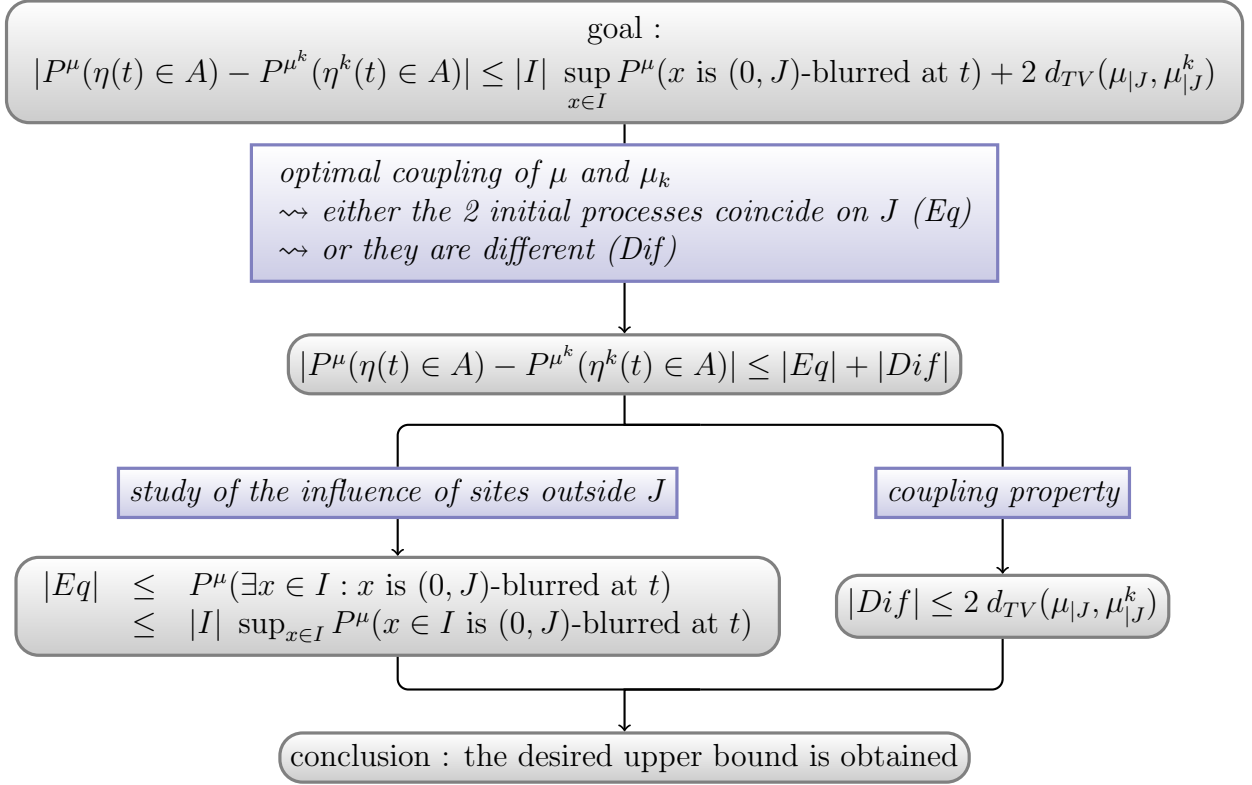 goal :
|P^μ(η(t) ∈ A) − P^{μ^k}(η^k(t) ∈ A)| ≤ |I| sup_{x∈I} P^μ(x is (0, J)-blurred at t) + 2 d_{TV}(μ_{|J}, μ^k_{|J})
optimal coupling of μ and μ_k
⇝ either the 2 initial processes coincide on J (Eq)
⇝ or they are different (Dif)
|P^μ(η(t) ∈ A) − P^{μ^k}(η^k(t) ∈ A)| ≤ |Eq| + |Dif|
study of the influence of sites outside J
coupling property
|Eq| ≤ P^μ(∃x ∈ I : x is (0, J)-blurred at t)
≤ |I| sup_{x∈I} P^μ(x ∈ I is (0, J)-blurred at t)
|Dif| ≤ 2 d_{TV}(μ_{|J}, μ^k_{|J})
conclusion : the desired upper bound is obtained